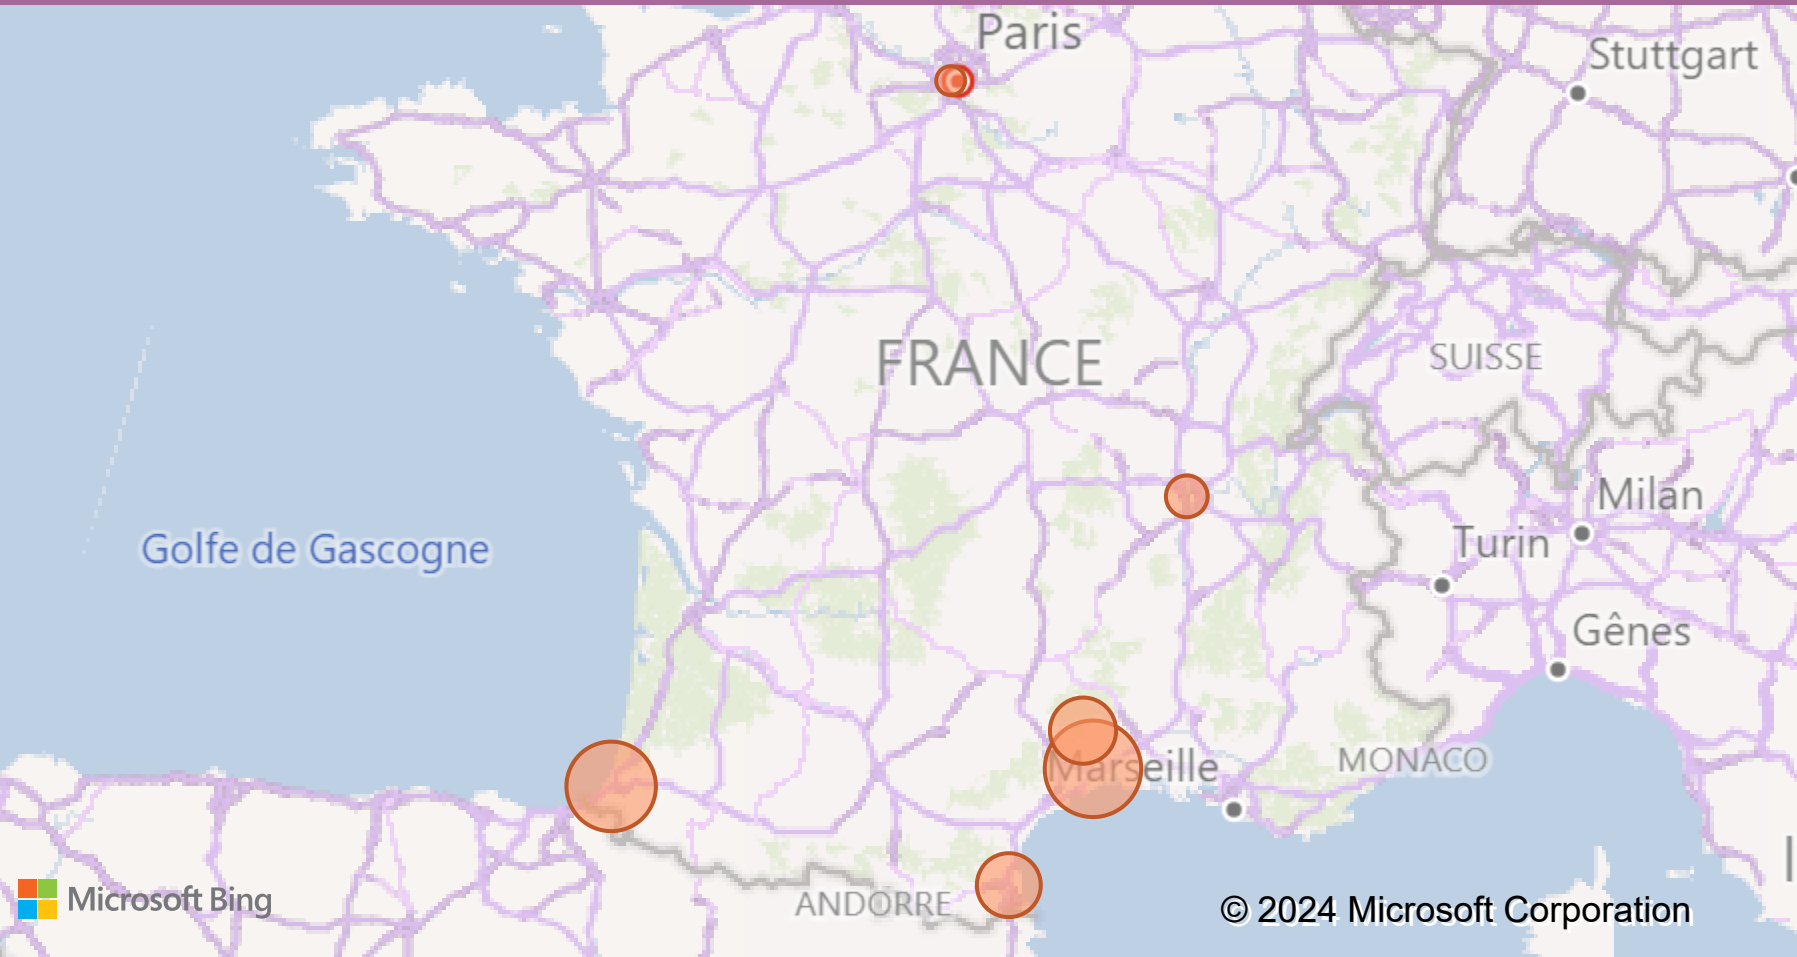 Paris
Stuttgart
FRANCE
SUISSE
Milan
Turin
Golfe de Gascogne
Gênes
Marseille
MONACO
ANDORRE
Microsoft Bing
© 2024 Microsoft Corporation